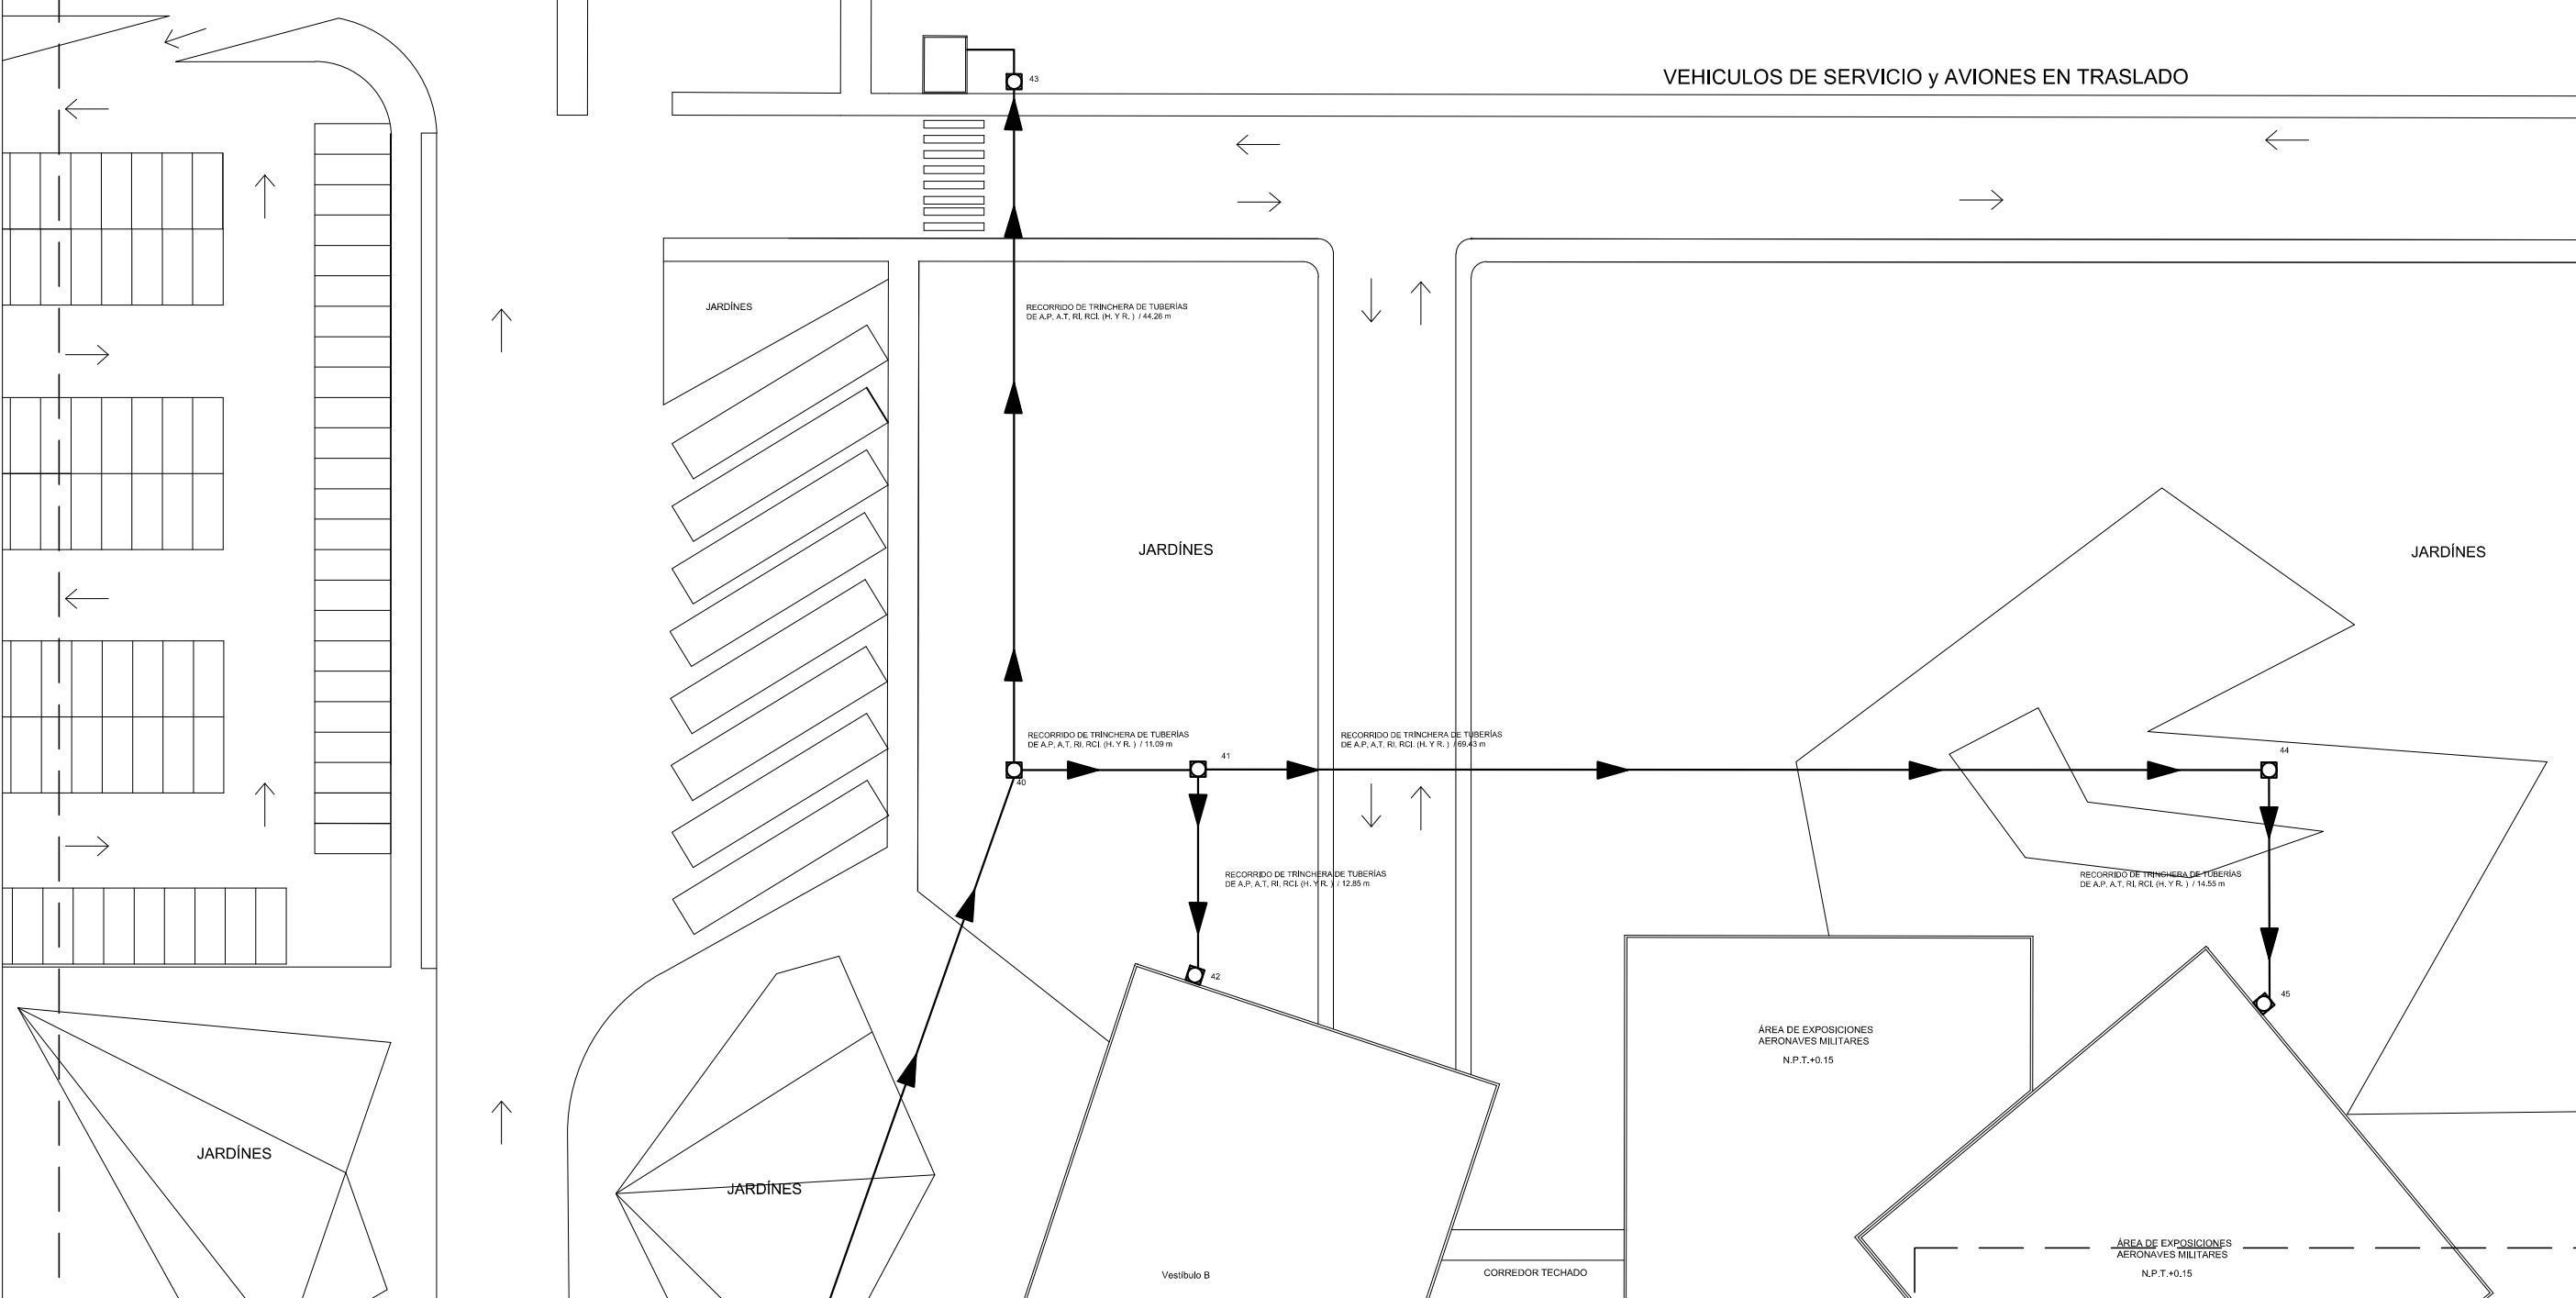 43
VEHICULOS DE SERVICIO y AVIONES EN TRASLADO
JARDÍNES
RECORRIDO DE TRINCHERA DE TUBERÍAS
DE A.P, A.T, RI, RCI. (H. Y R. ) / 44.26 m
JARDÍNES
JARDÍNES
RECORRIDO DE TRINCHERA DE TUBERÍAS
DE A.P, A.T, RI, RCI. (H. Y R. ) / 11.09 m
40
41
RECORRIDO DE TRINCHERA DE TUBERÍAS
DE A.P, A.T, RI, RCI. (H. Y R. ) / 69.43 m
44
RECORRIDO DE TRINCHERA DE TUBERÍAS
DE A.P, A.T, RI, RCI. (H. Y R. ) / 12.85 m
RECORRIDO DE TRINCHERA DE TUBERÍAS
DE A.P, A.T, RI, RCI. (H. Y R. ) / 14.55 m
42
45
ÁREA DE EXPOSICIONES
AERONAVES MILITARES
N.P.T.+0.15
JARDÍNES
JARDÍNES
Vestíbulo B
CORREDOR TECHADO
ÁREA DE EXPOSICIONES
AERONAVES MILITARES
N.P.T.+0.15